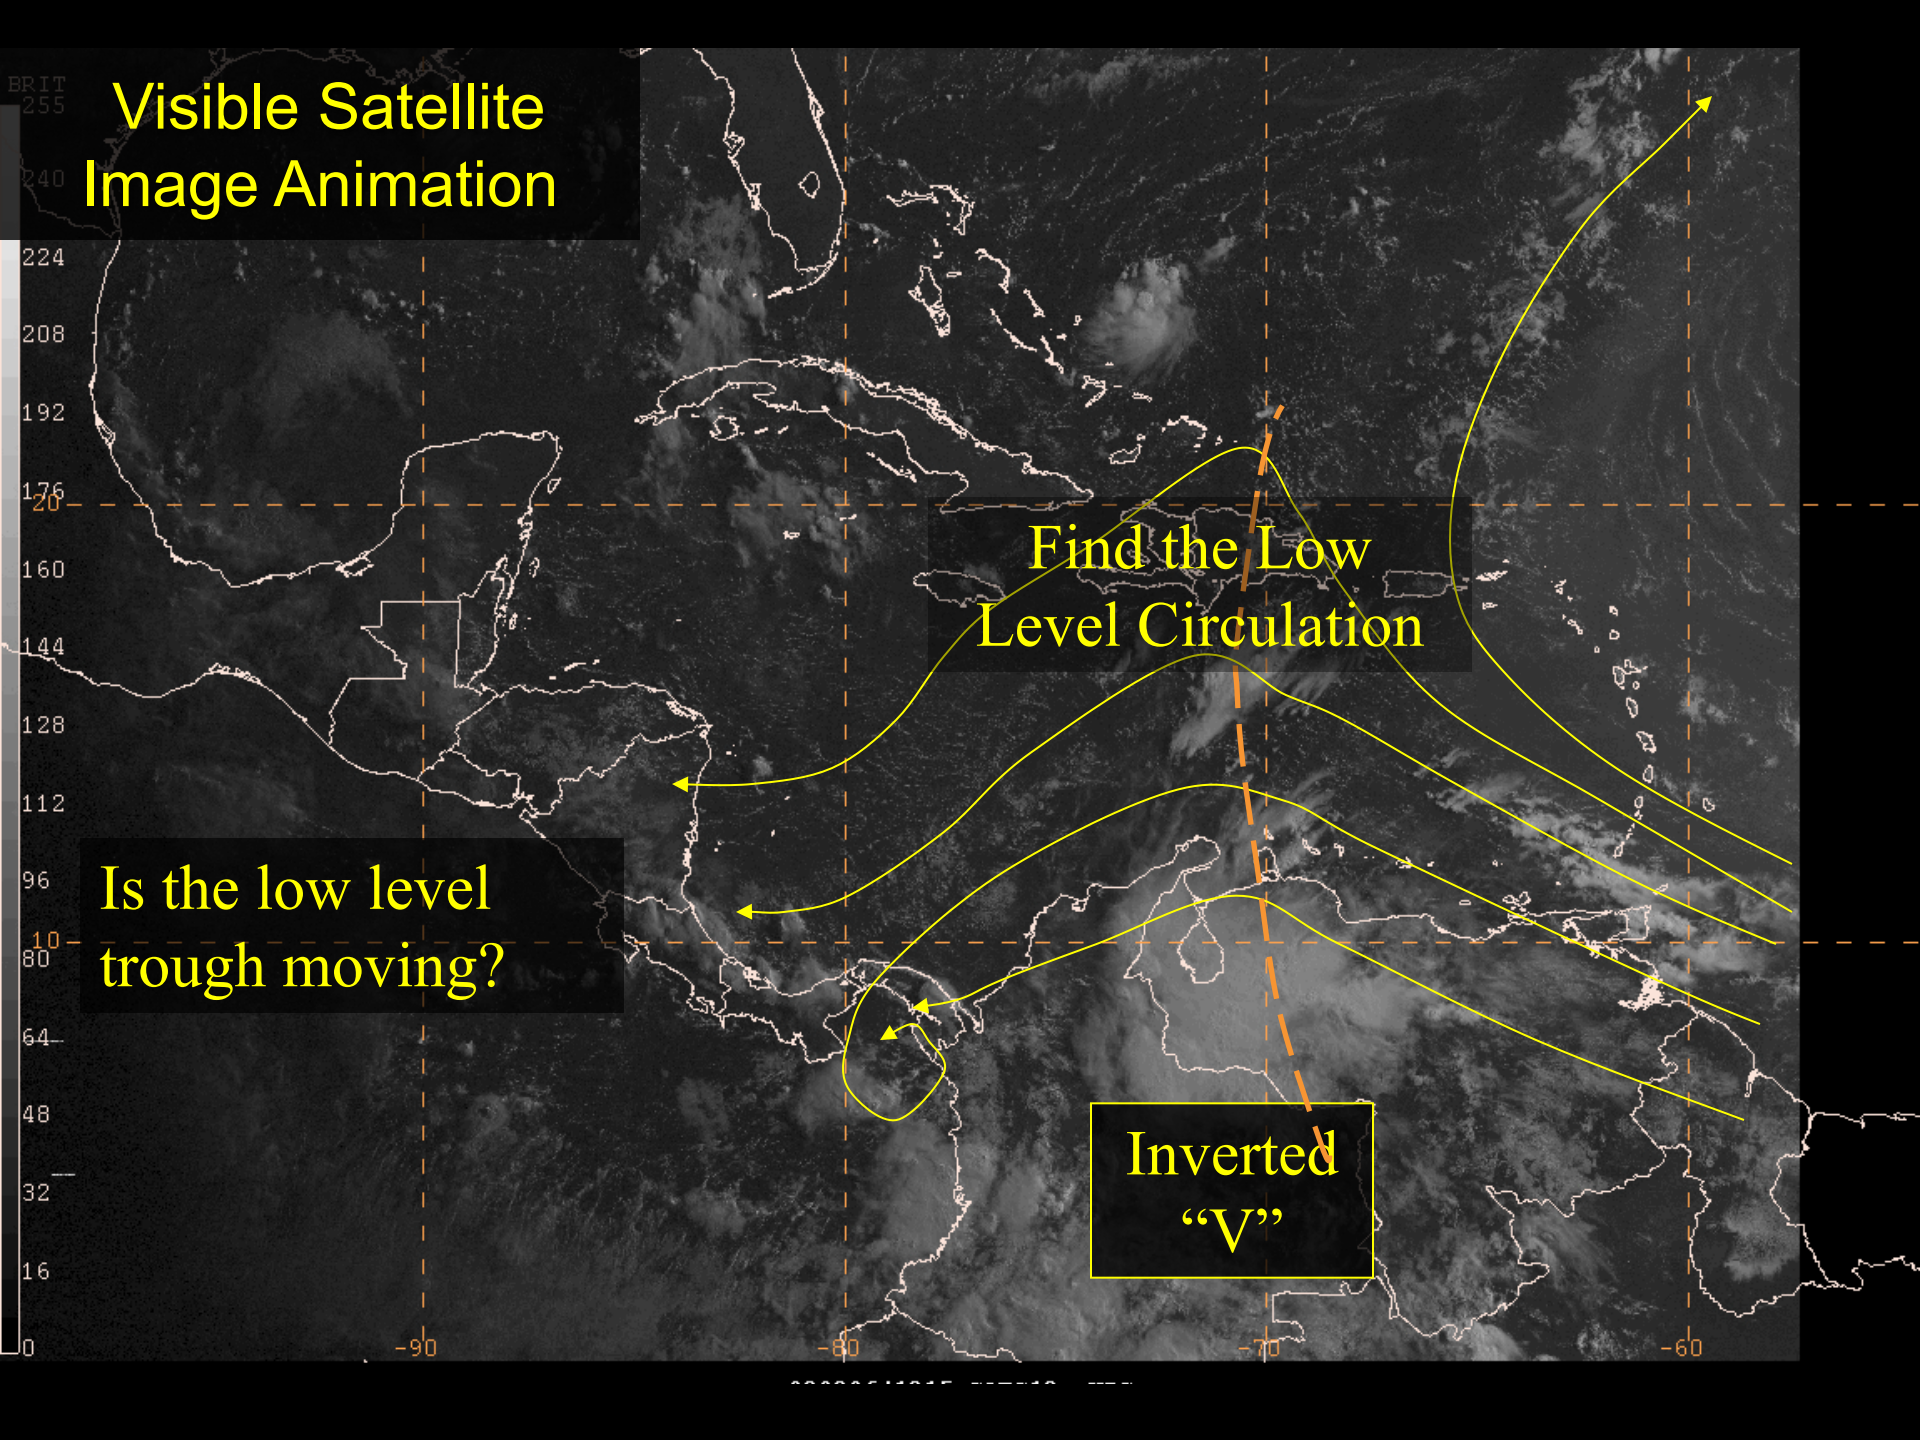 Visible Satellite
Image Animation
BRIT
255
240
224
208
192
176
20
160
144
128
112
96
10
80
64
48
32
16
0
Find the Low
Level Circulation
Is the low level
trough moving?
Inverted
“V”
-90
-80
-70
-60